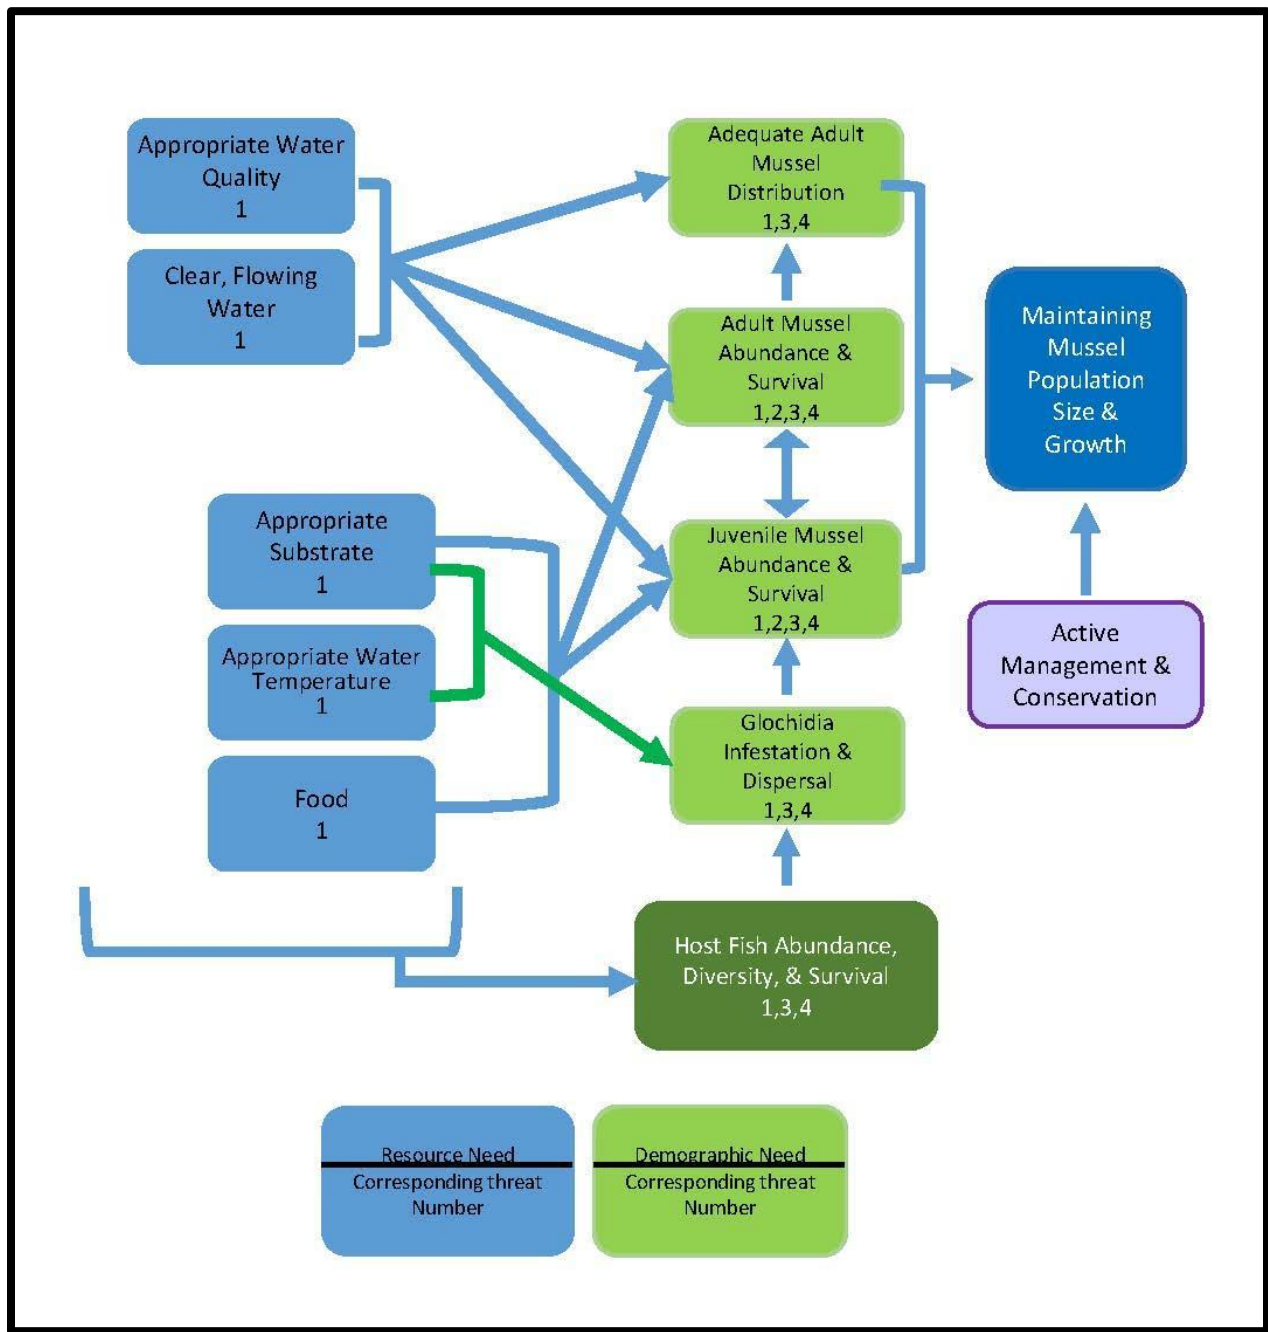 Appropriate Water
Quality
1
Clear, Flowing
Water
1
Appropriate
Substrate
1
Appropriate Water
Temperature
1
Food
1
Adequate Adult
Mussel
Distribution
1,3,4
Adult Mussel
Abundance &
Survival
1,2,3,4
Juvenile Mussel
Abundance &
Survival
1,2,3,4
Glochidia
Infestation &
Dispersal
1,3,4
Host Fish Abundance,
Diversity, & Survival
1,3,4
Maintaining
Mussel
Population
Size &
Growth
Active
Management &
Conservation
Resource Need
Corresponding threat
Number
Demographic Need
Corresponding threat
Number